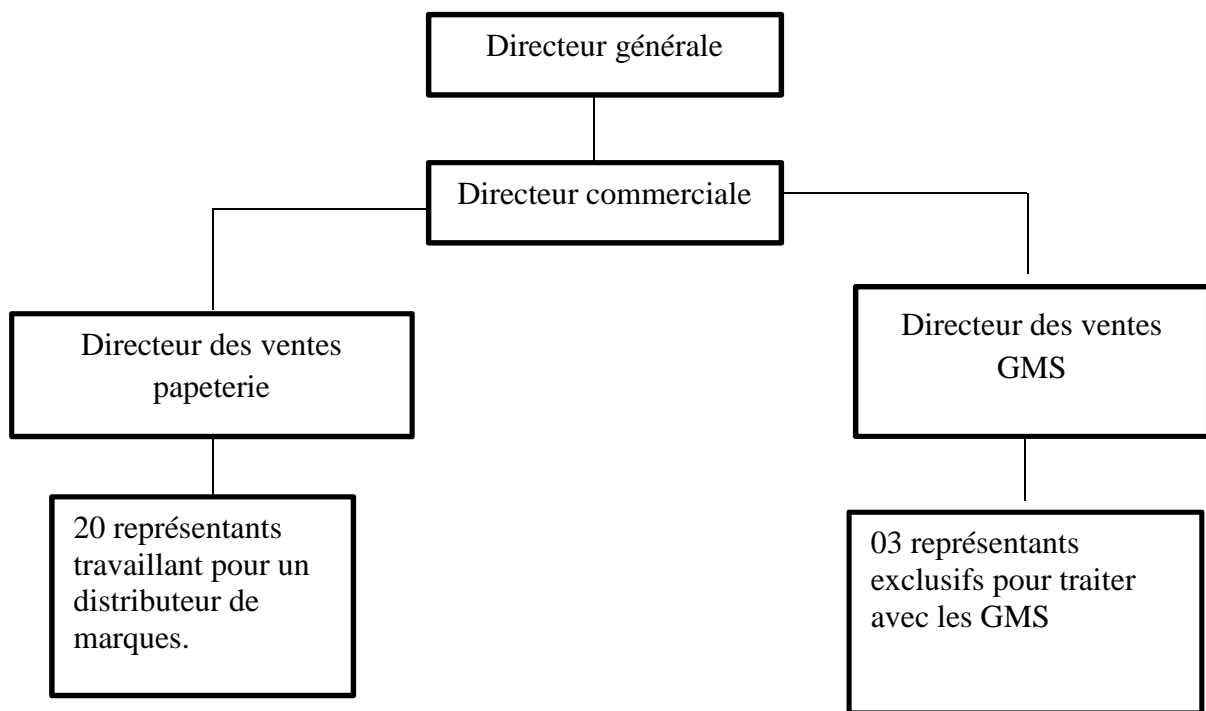 Directeur générale
Directeur commerciale
Directeur des ventes
papeterie
Directeur des ventes
GMS
20 représentants
travaillant pour un
distributeur de
marques.
03 représentants
exclusifs pour traiter
avec les GMS